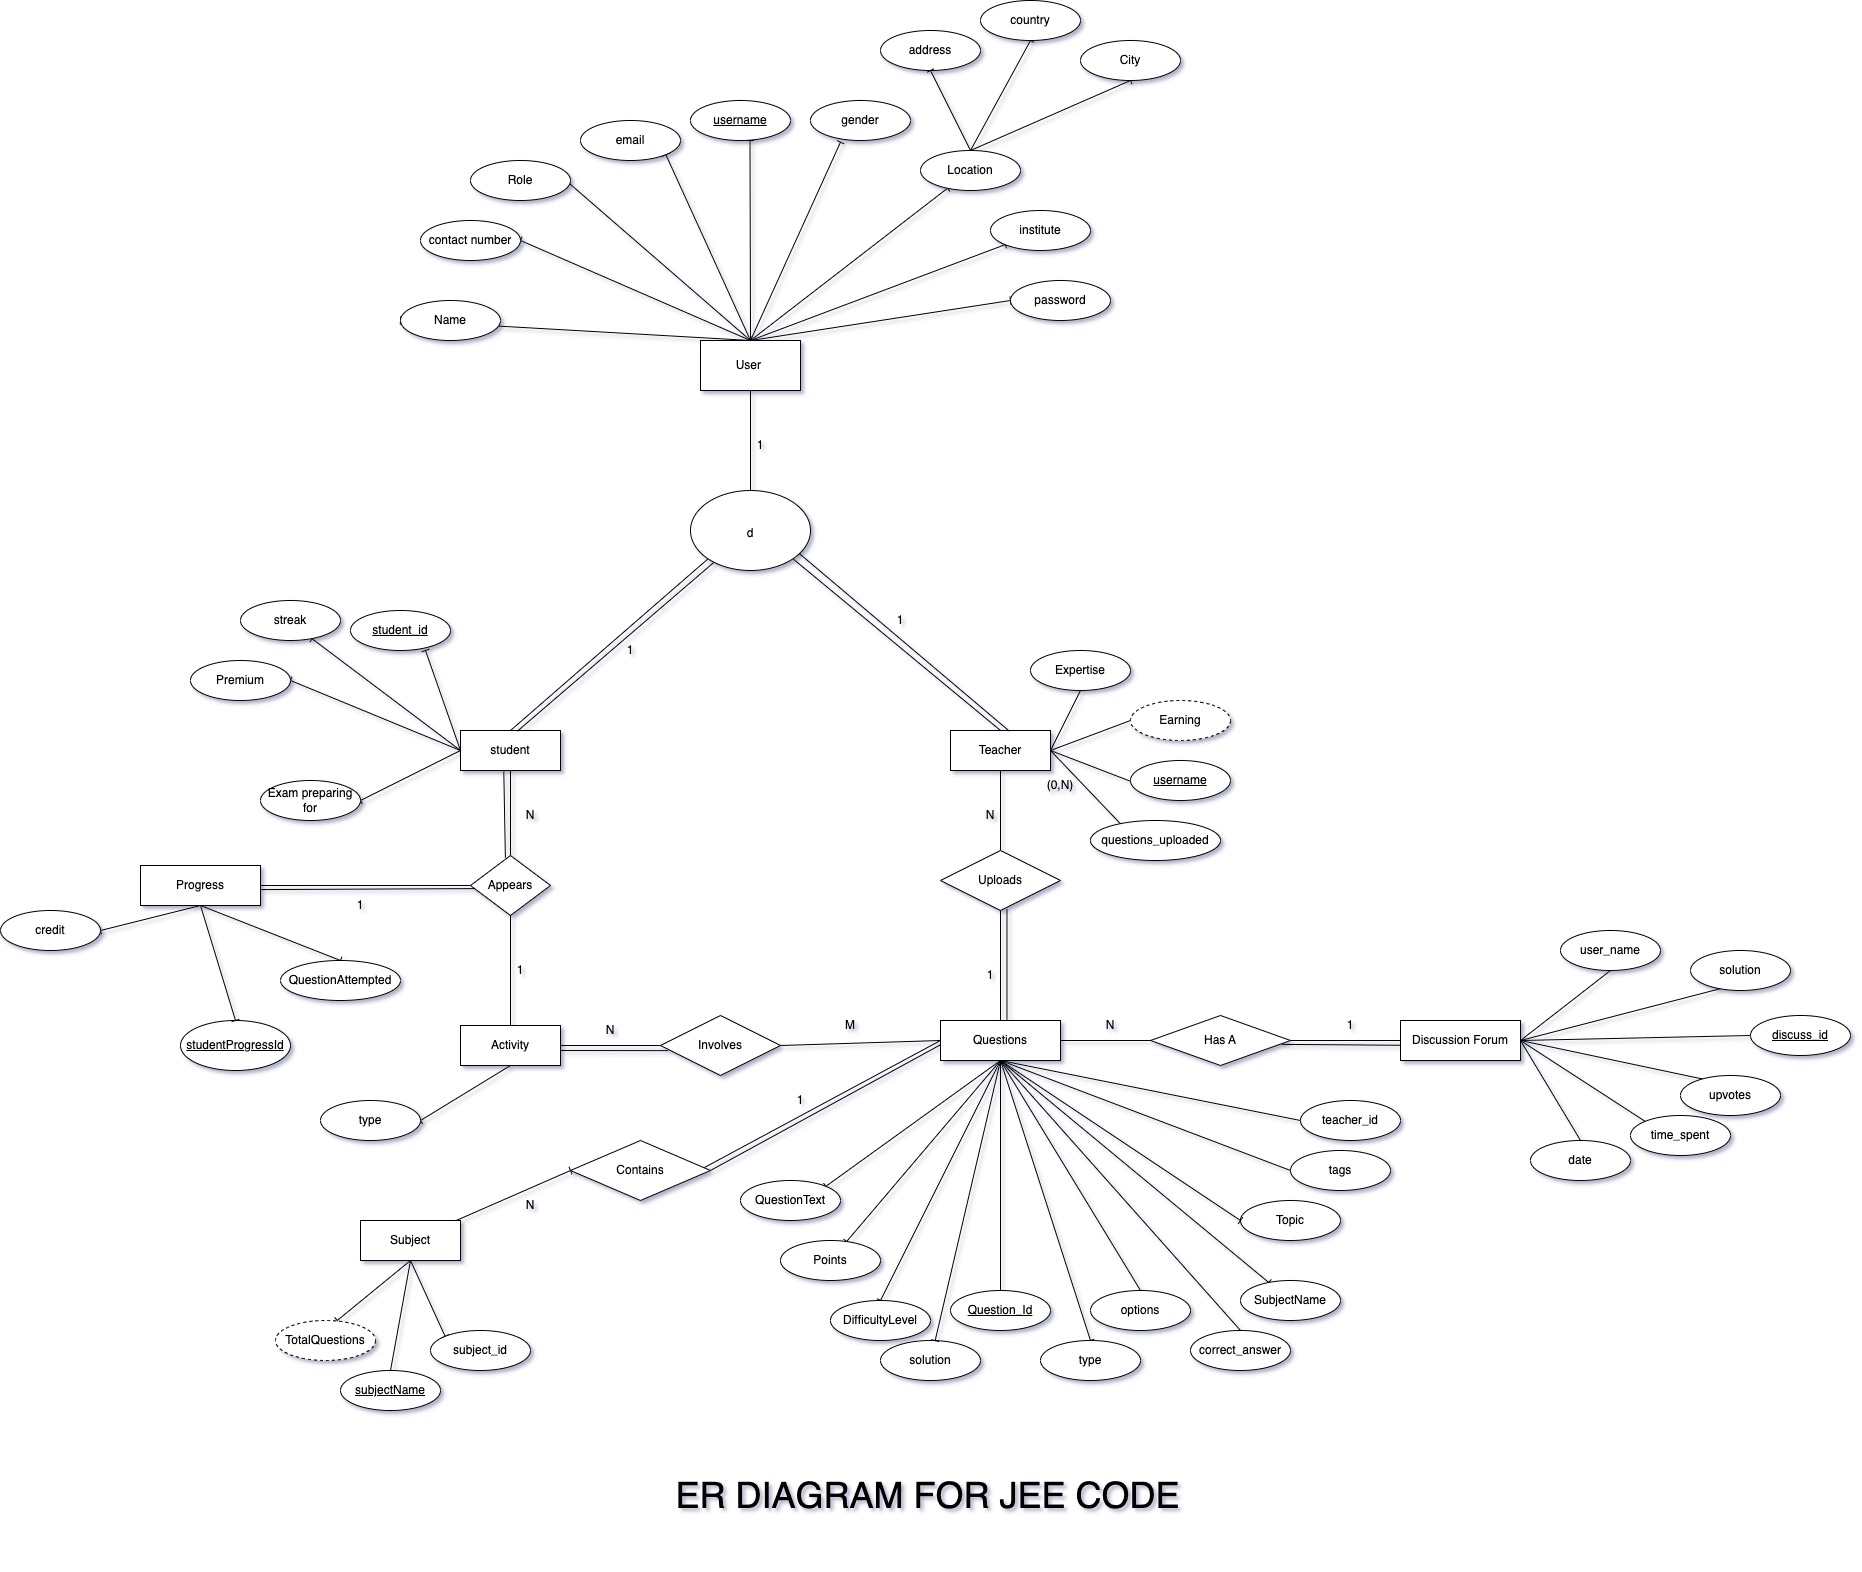 country
address
City
username
gender
email
Location
Role
institute
contact number
password
Name
User
1
d
streak
student_id
1
1
Premium
Expertise
Earning
student
Teacher
username
(0,N)
Exam preparing
for
N
N
questions_uploaded
Progress
Appears
Uploads
1
credit
QuestionAttempted
1
1
user_name
solution
studentProgressId
Activity
N
Involves
M
Questions
N
Has A
1
Discussion Forum
discuss_id
upvotes
type
1
teacher_id
time_spent
date
Contains
tags
N
QuestionText
Topic
Subject
Points
SubjectName
DifficultyLevel
Question_Id
options
TotalQuestions
subject_id
solution
type
correct_answer
subjectName
ER DIAGRAM FOR JEE CODE